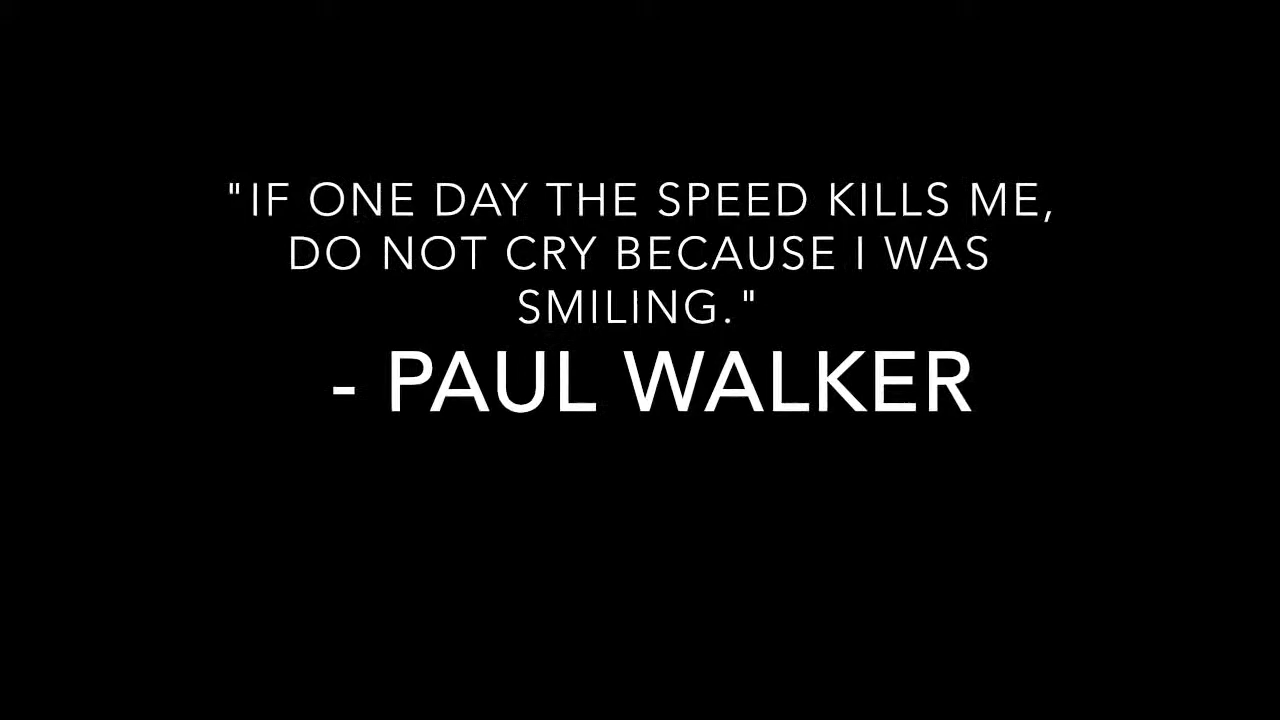 "IF ONE DAY THE SPEED KILLS ME,
DO NOT CRY BECAUSE I WAS
SMILING."
- PAUL WALKER